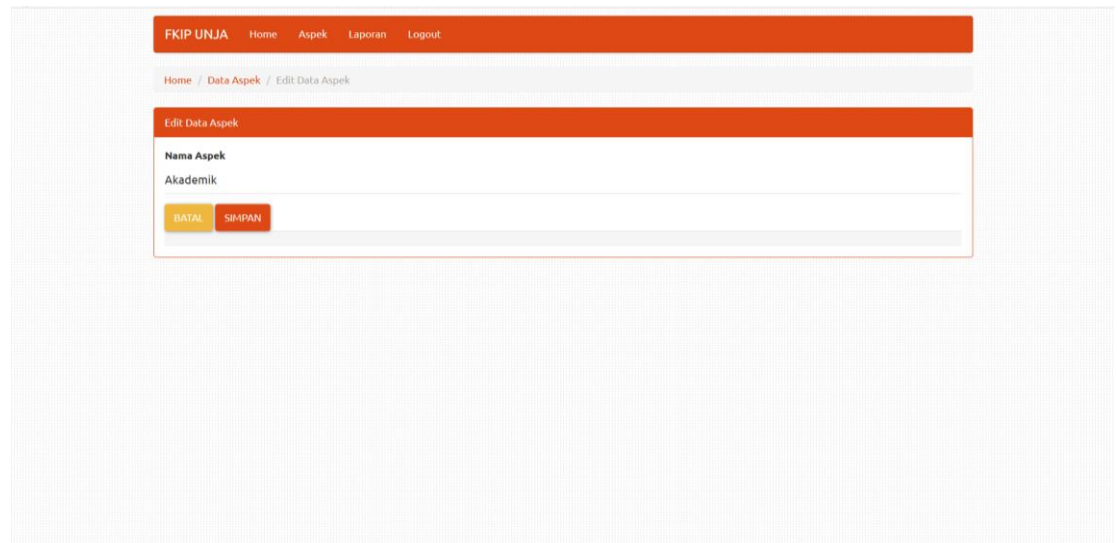 FKIP UNJA Home Aspek Laporan Logout
Home / Data Aspek / Edit Data Aspek
Edit Data Aspek
Nama Aspek
Akademik
BATAL SIMPAN